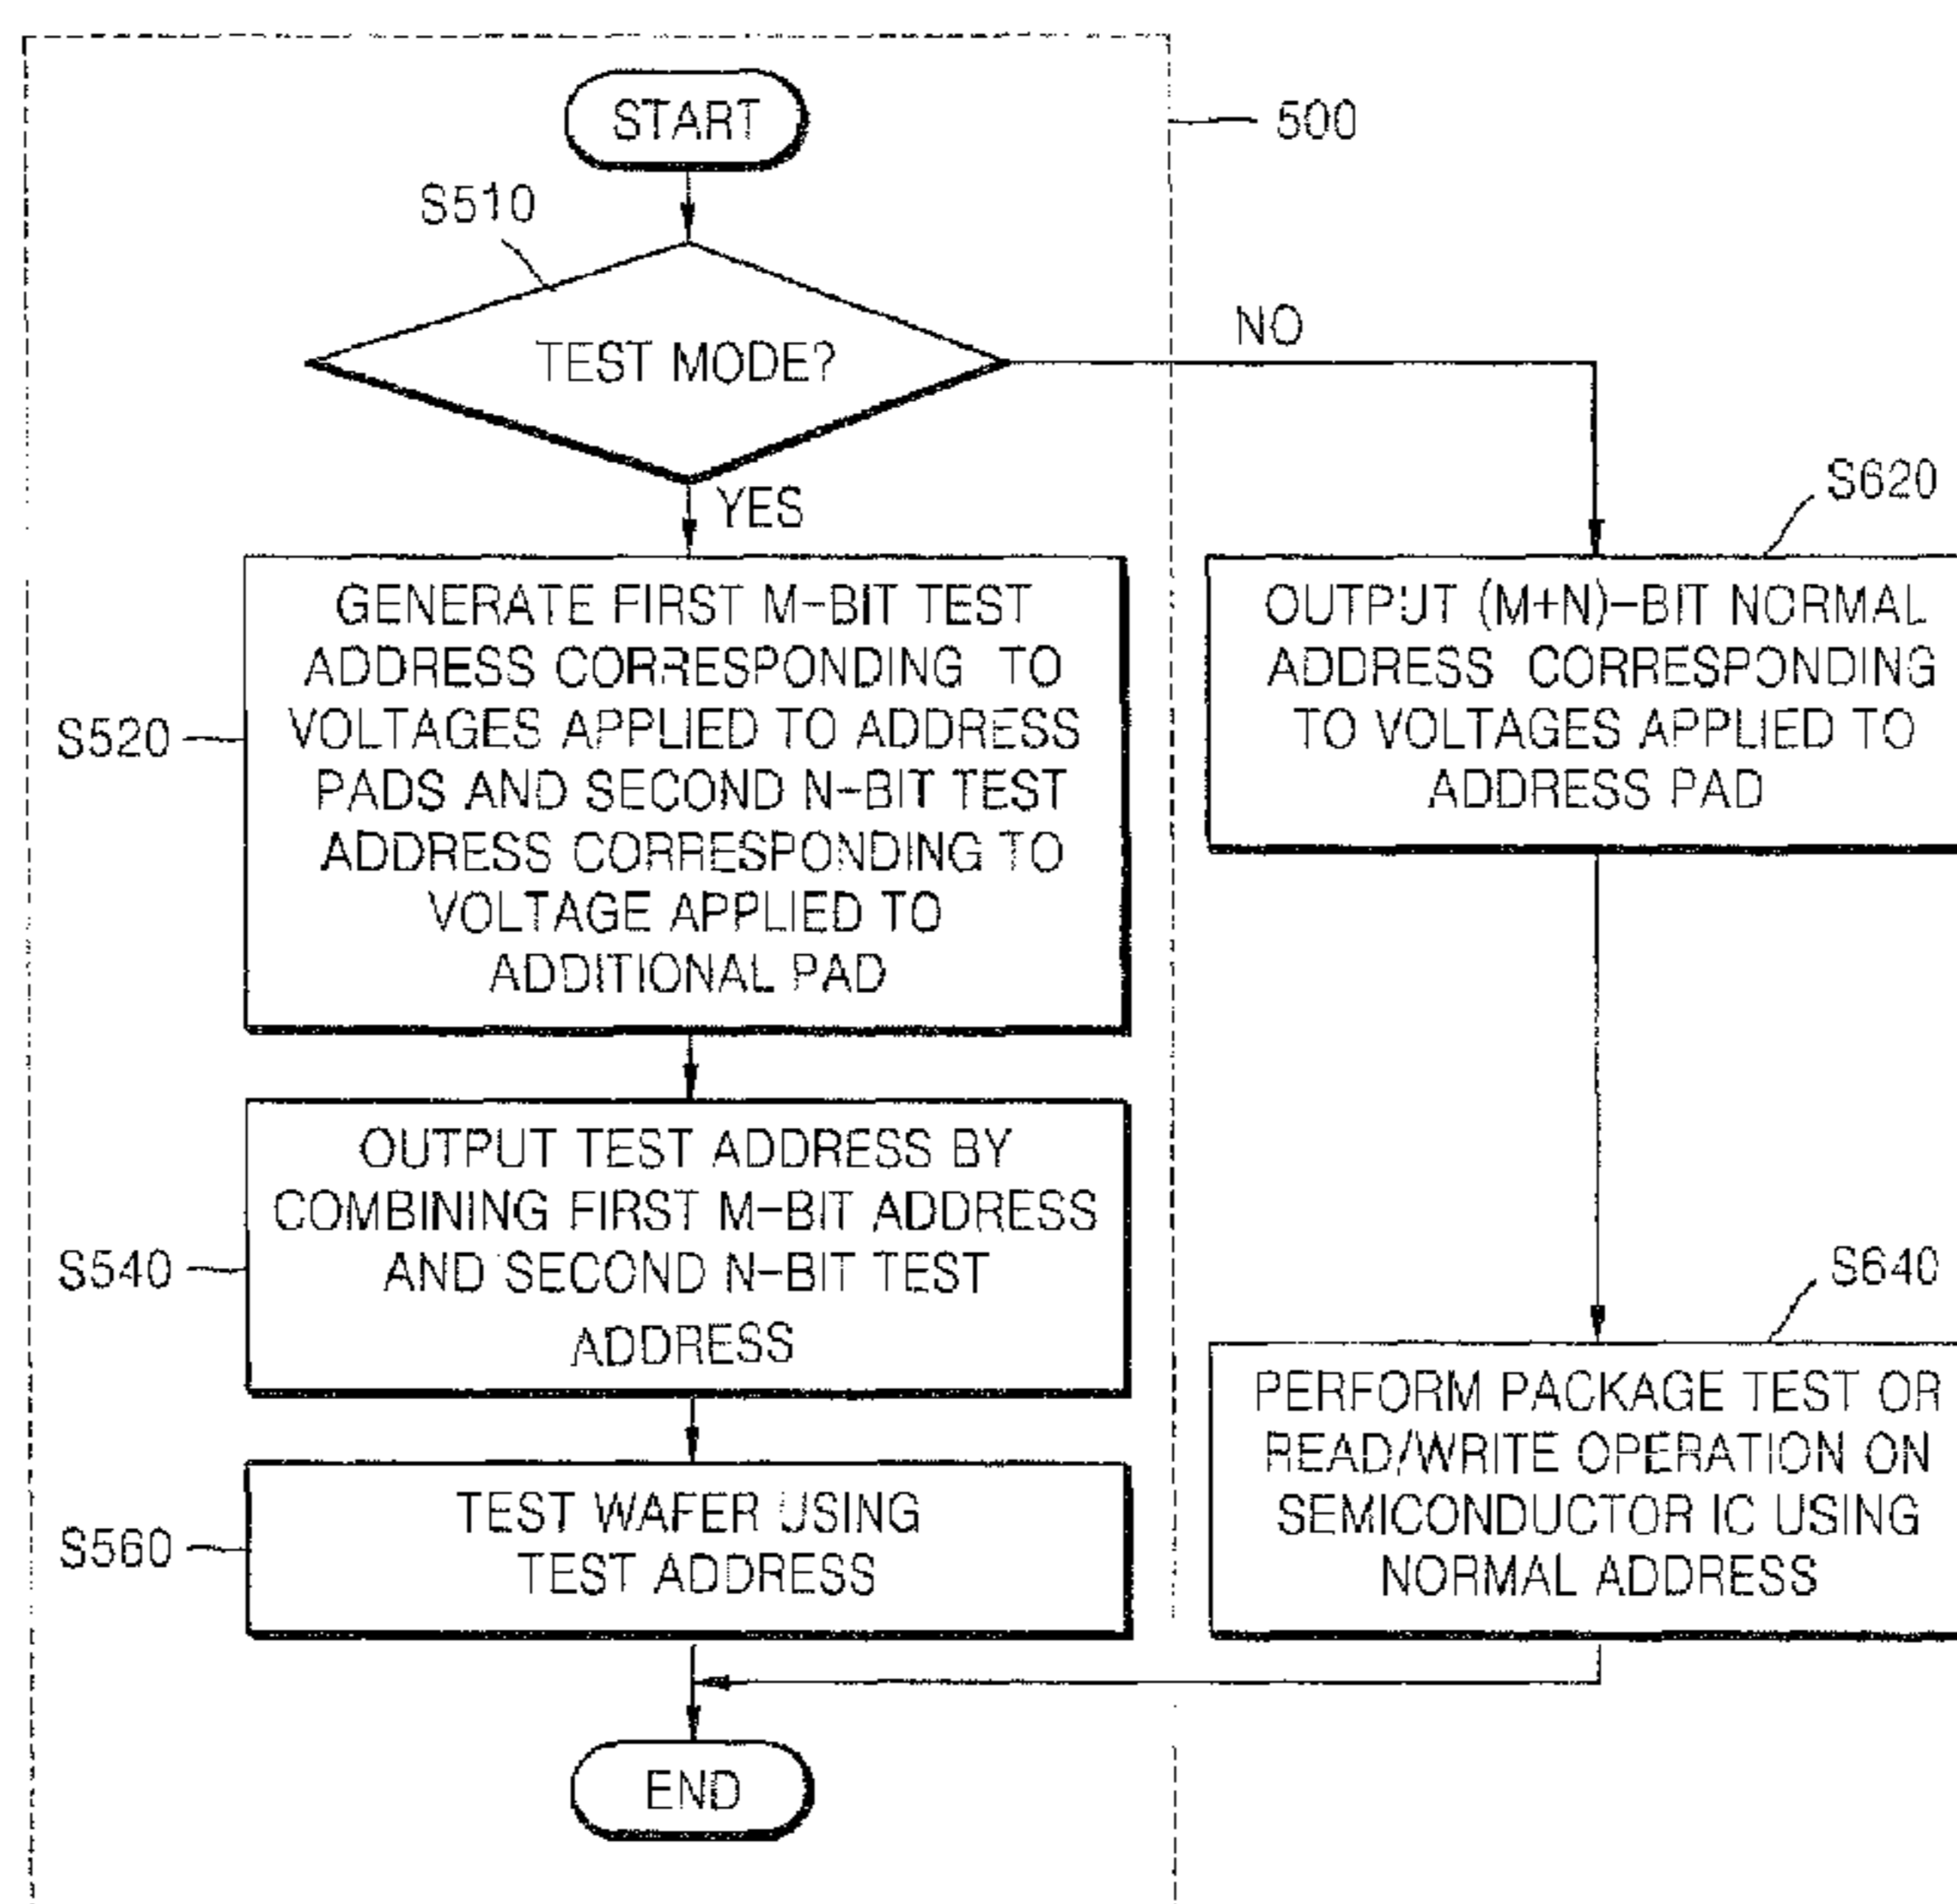 START
500
S510
TEST MODE?
NO
YES
S620
S520
GENERATE FIRST M-BIT TEST
ADDRESS CORRESPONDING TO
VOLTAGES APPLIED TO ADDRESS
PADS AND SECOND N-BIT TEST
ADDRESS CORRESPONDING TO
VOLTAGE APPLIED TO
ADDITIONAL PAD
OUTPUT (M+N)-BIT NORMAL
ADDRESS CORRESPONDING
TO VOLTAGES APPLIED TO
ADDRESS PAD
S540
OUTPUT TEST ADDRESS BY
COMBINING FIRST M-BIT ADDRESS
AND SECOND N-BIT TEST
ADDRESS
S640
PERFORM PACKAGE TEST OR
READ/WRITE OPERATION ON
SEMICONDUCTOR IC USING
NORMAL ADDRESS
S560
TEST WAFER USING
TEST ADDRESS
END